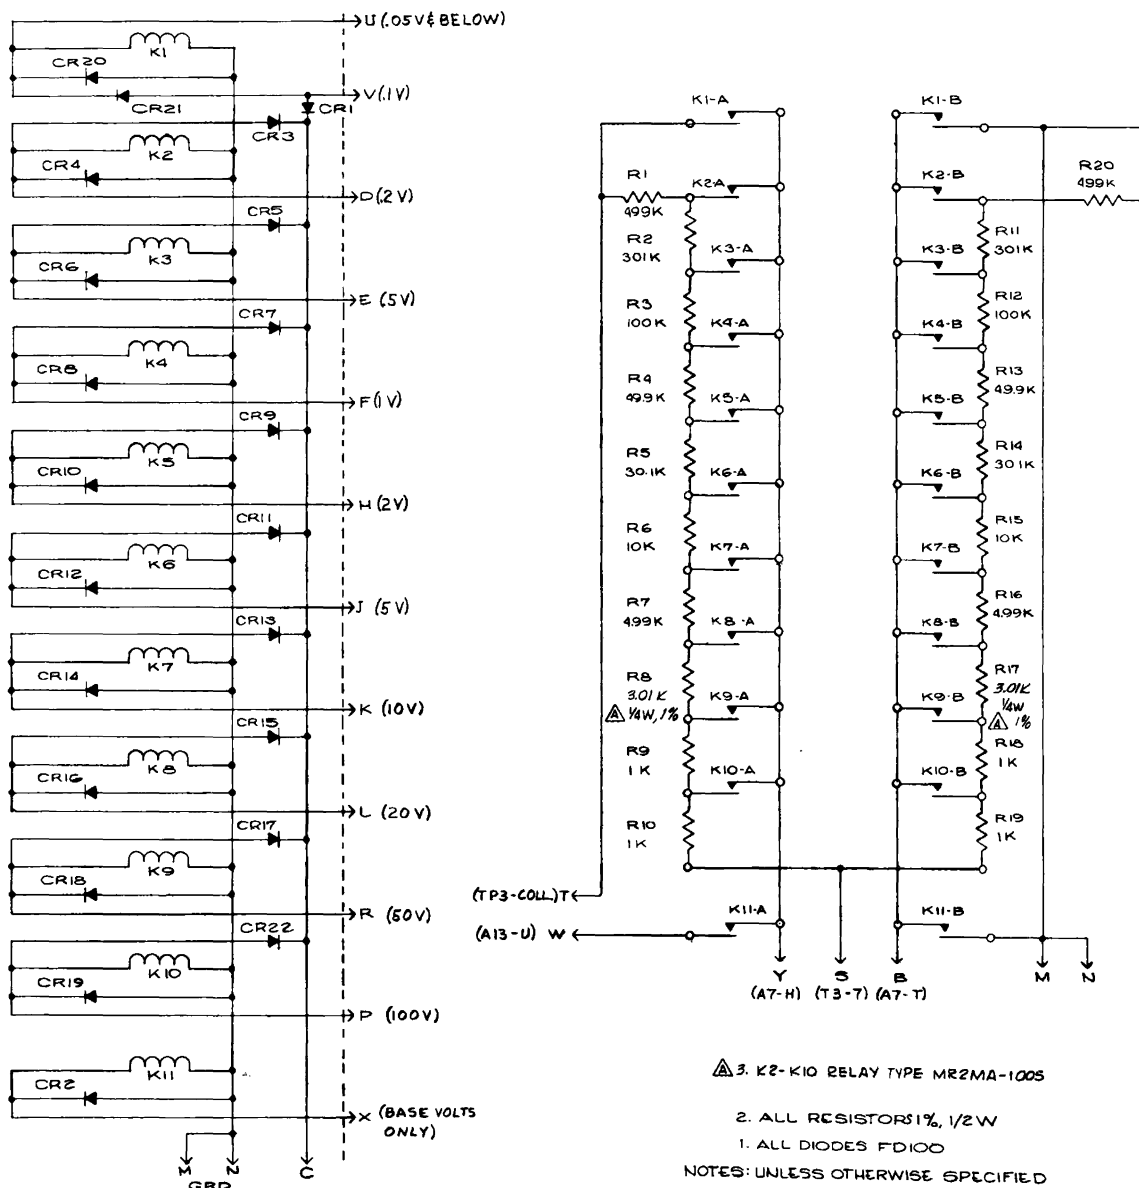 U (.05V & BELOW)
K1
CR20
V (.1V)
CR21
CR1
CR3
K2
CR4
D (.2V)
CR5
K3
CR6
E (5V)
CR7
K4
CR8
F (1V)
CR9
K5
CR10
H (2V)
CR11
K6
CR12
J (5V)
CR13
K7
CR14
K (10V)
CR15
K8
CR16
L (20V)
CR17
K9
CR18
R (50V)
CR22
K10
CR19
P (100V)
K11
CR2
X (BASE VOLTS
ONLY)
M N C
GRD
K1-A
R1
499K
K2-A
R2
301K
K3-A
R3
100K
K4-A
R4
49.9K
K5-A
R5
30.1K
K6-A
R6
10K
K7-A
R7
4.99K
K8-A
R8
3.01K
A 1/4W, 1%
K9-A
R9
1K
K10-A
R10
1K
(TP3-COLL) T
K11-A
(A13-U) W
K1-B
R20
499K
K2-B
R11
301K
K3-B
R12
100K
K4-B
R13
49.9K
K5-B
R14
30.1K
K6-B
R15
10K
K7-B
R16
4.99K
K8-B
R17
3.01K
1/4W
A 1%
K9-B
R18
1K
K10-B
R19
1K
K11-B
Y S B M N
(A7-H) (T3-7) (A7-T)
A 3. K2-K10 RELAY TYPE MR2MA-1005
2. ALL RESISTORS 1%, 1/2W
1. ALL DIODES FD100
NOTES: UNLESS OTHERWISE SPECIFIED